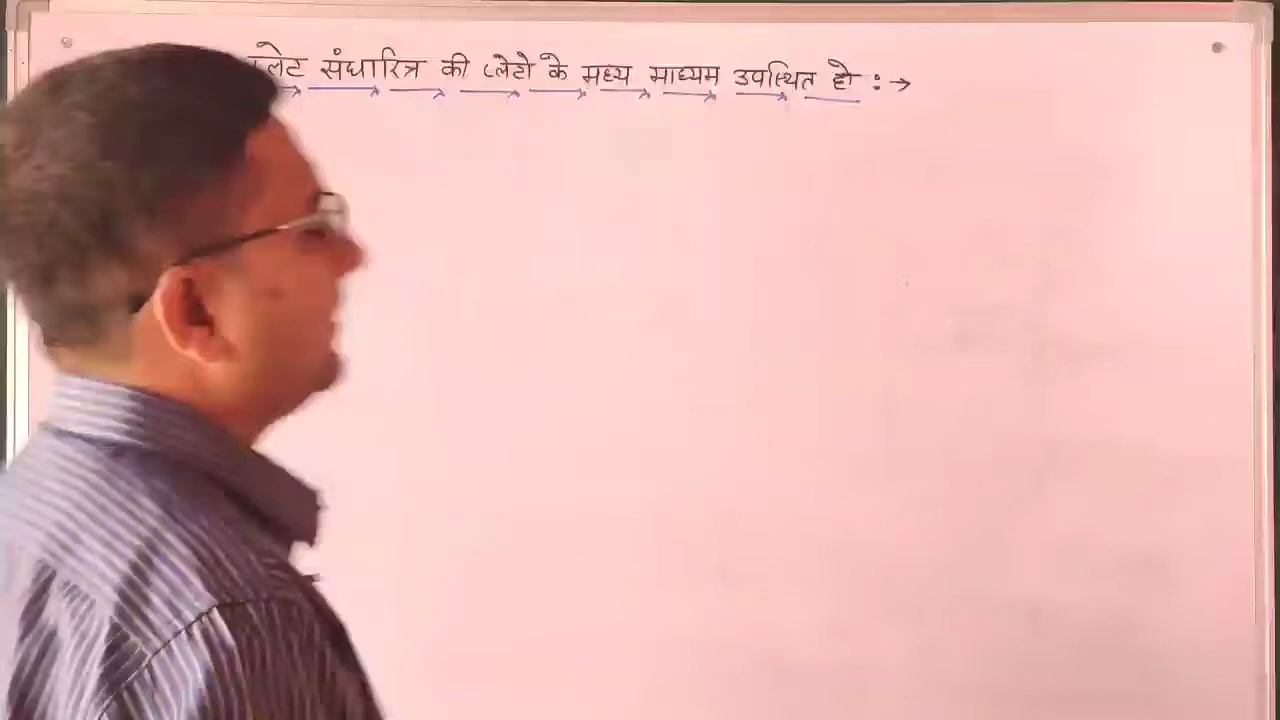 प्लेट संधारित्र की प्लेटो के मध्य माध्यम उपस्थित हो :→